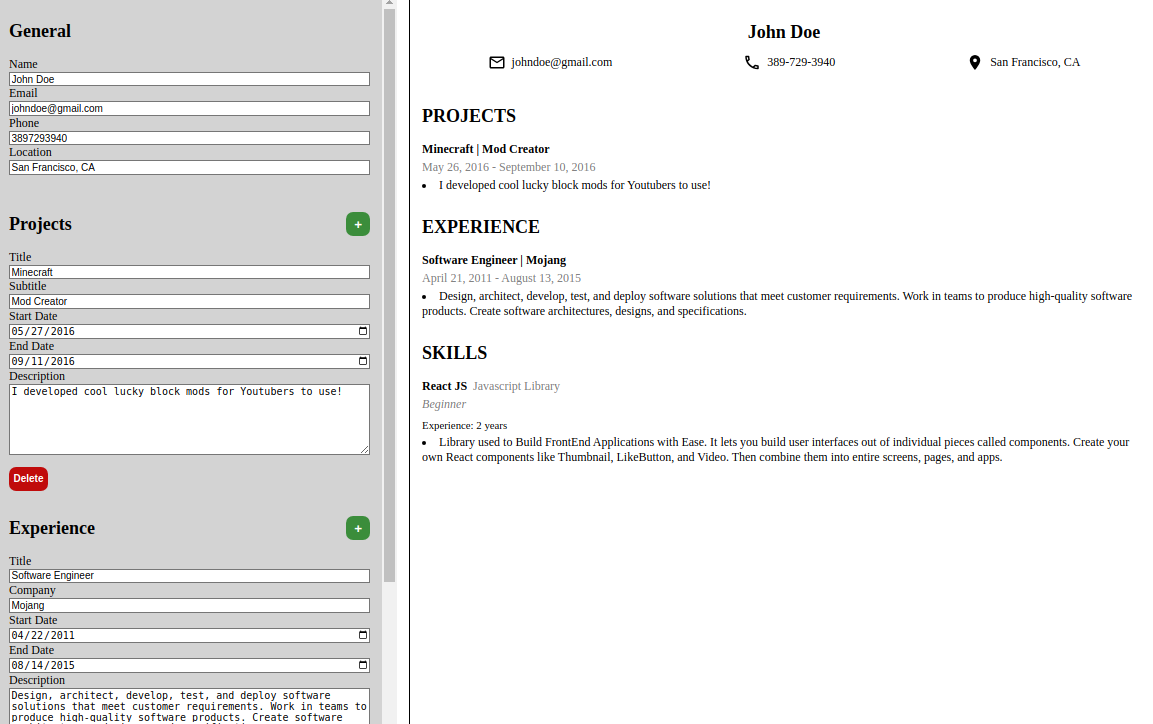 General
Name
John Doe
Email
johndoe@gmail.com
Phone
3897293940
Location
San Francisco, CA
Projects
+
Title
Minecraft
Subtitle
Mod Creator
Start Date
05/27/2016
End Date
09/11/2016
Description
I developed cool lucky block mods for Youtubers to use!
Delete
Experience
+
Title
Software Engineer
Company
Mojang
Start Date
04/22/2011
End Date
08/14/2015
Description
Design, architect, develop, test, and deploy software
solutions that meet customer requirements. Work in teams to
produce high-quality software products. Create software
John Doe
johndoe@gmail.com
389-729-3940
San Francisco, CA
PROJECTS
Minecraft | Mod Creator
May 26, 2016 - September 10, 2016
• I developed cool lucky block mods for Youtubers to use!
EXPERIENCE
Software Engineer | Mojang
April 21, 2011 - August 13, 2015
• Design, architect, develop, test, and deploy software solutions that meet customer requirements. Work in teams to produce high-quality software
products. Create software architectures, designs, and specifications.
SKILLS
React JS Javascript Library
Beginner
Experience: 2 years
• Library used to Build FrontEnd Applications with Ease. It lets you build user interfaces out of individual pieces called components. Create your
own React components like Thumbnail, LikeButton, and Video. Then combine them into entire screens, pages, and apps.